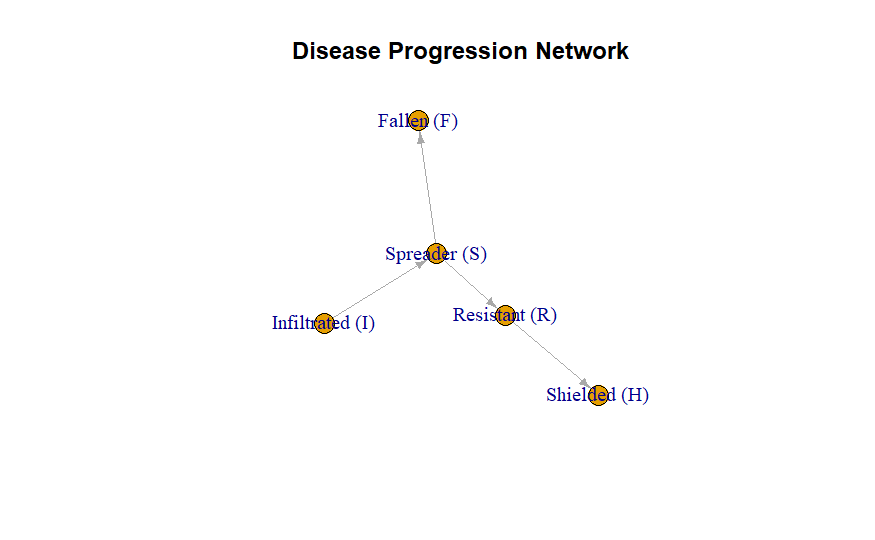 Disease Progression Network
Fallen (F)
Spreader (S)
Resistant (R)
Infiltrated (I)
Shielded (H)